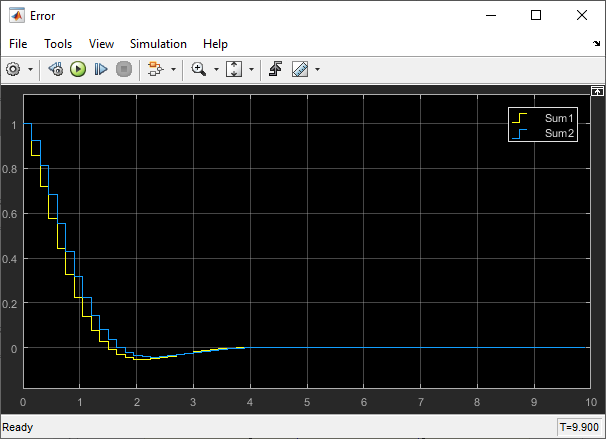 Error
File Tools View Simulation Help
Sum1
Sum2
1
0.8
0.6
0.4
0.2
0
0 1 2 3 4 5 6 7 8 9 10
Ready T=9.900